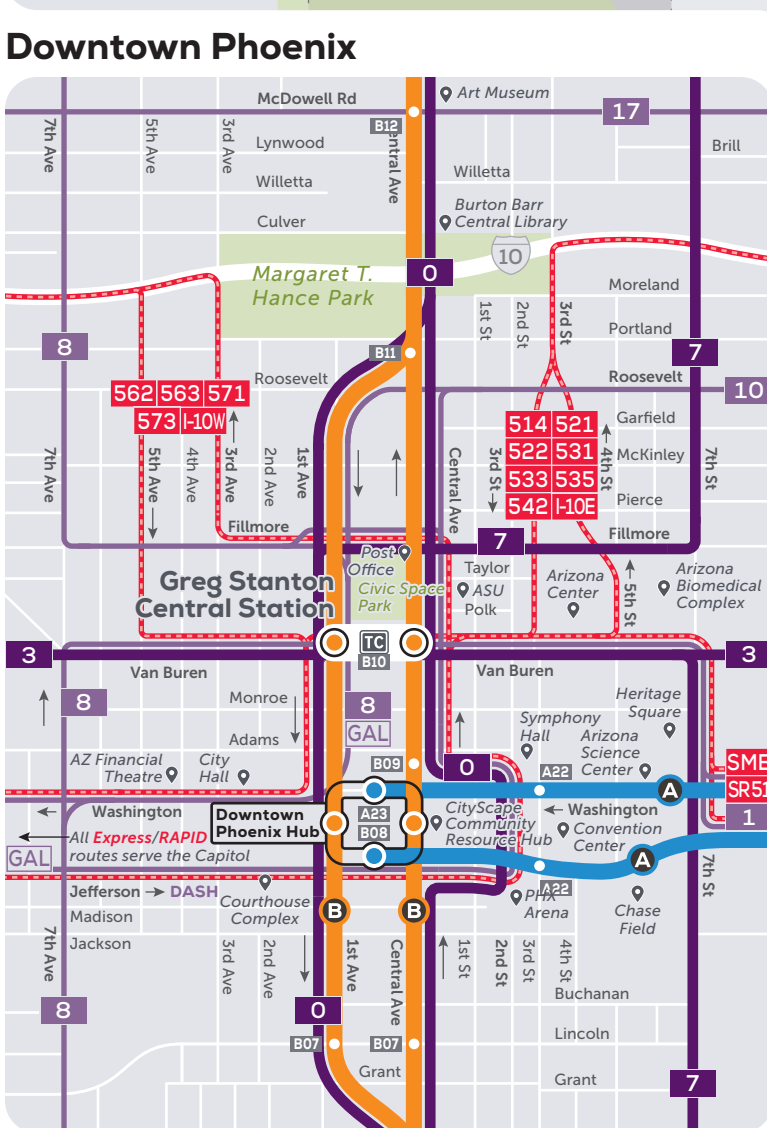 Downtown Phoenix
McDowell Rd
Art Museum
17
B12
7th Ave
5th Ave
3rd Ave
Lynwood
Brill
Willetta
Willetta
Culver
Burton Barr
Central Library
10
Margaret T.
Hance Park
0
Moreland
1st St
2nd St
3rd St
Portland
8
B11
7
Roosevelt
Roosevelt
10
562 563 571
573 I-10W
514 521
522 531
533 535
542 I-10E
Garfield
McKinley
Pierce
7th Ave
5th Ave
4th Ave
3rd Ave
2nd Ave
1st Ave
Central Ave
3rd St
4th St
7th St
Fillmore
Fillmore
7
Post
Office
Civic Space
Park
Greg Stanton
Central Station
Taylor
ASU
Polk
Arizona
Center
5th St
Arizona
Biomedical
Complex
3
TC
B10
3
Van Buren
Van Buren
8
Monroe
Adams
8
GAL
Heritage
Square
Symphony
Hall
Arizona
Science
Center
AZ Financial
Theatre
City
Hall
B09
0
A22
SME
SR51
A
Washington
Downtown
Phoenix Hub
A23
B08
CityScape
Community
Resource Hub
Washington
Convention
Center
1
All Express/RAPID
routes serve the Capitol
GAL
A
7th St
Jefferson
DASH
Courthouse
Complex
A22
PHX
Arena
Chase
Field
B
B
Madison
Jackson
7th Ave
3rd Ave
2nd Ave
1st Ave
Central Ave
1st St
2nd St
3rd St
4th St
Buchanan
8
0
Lincoln
B07
B07
Grant
Grant
7